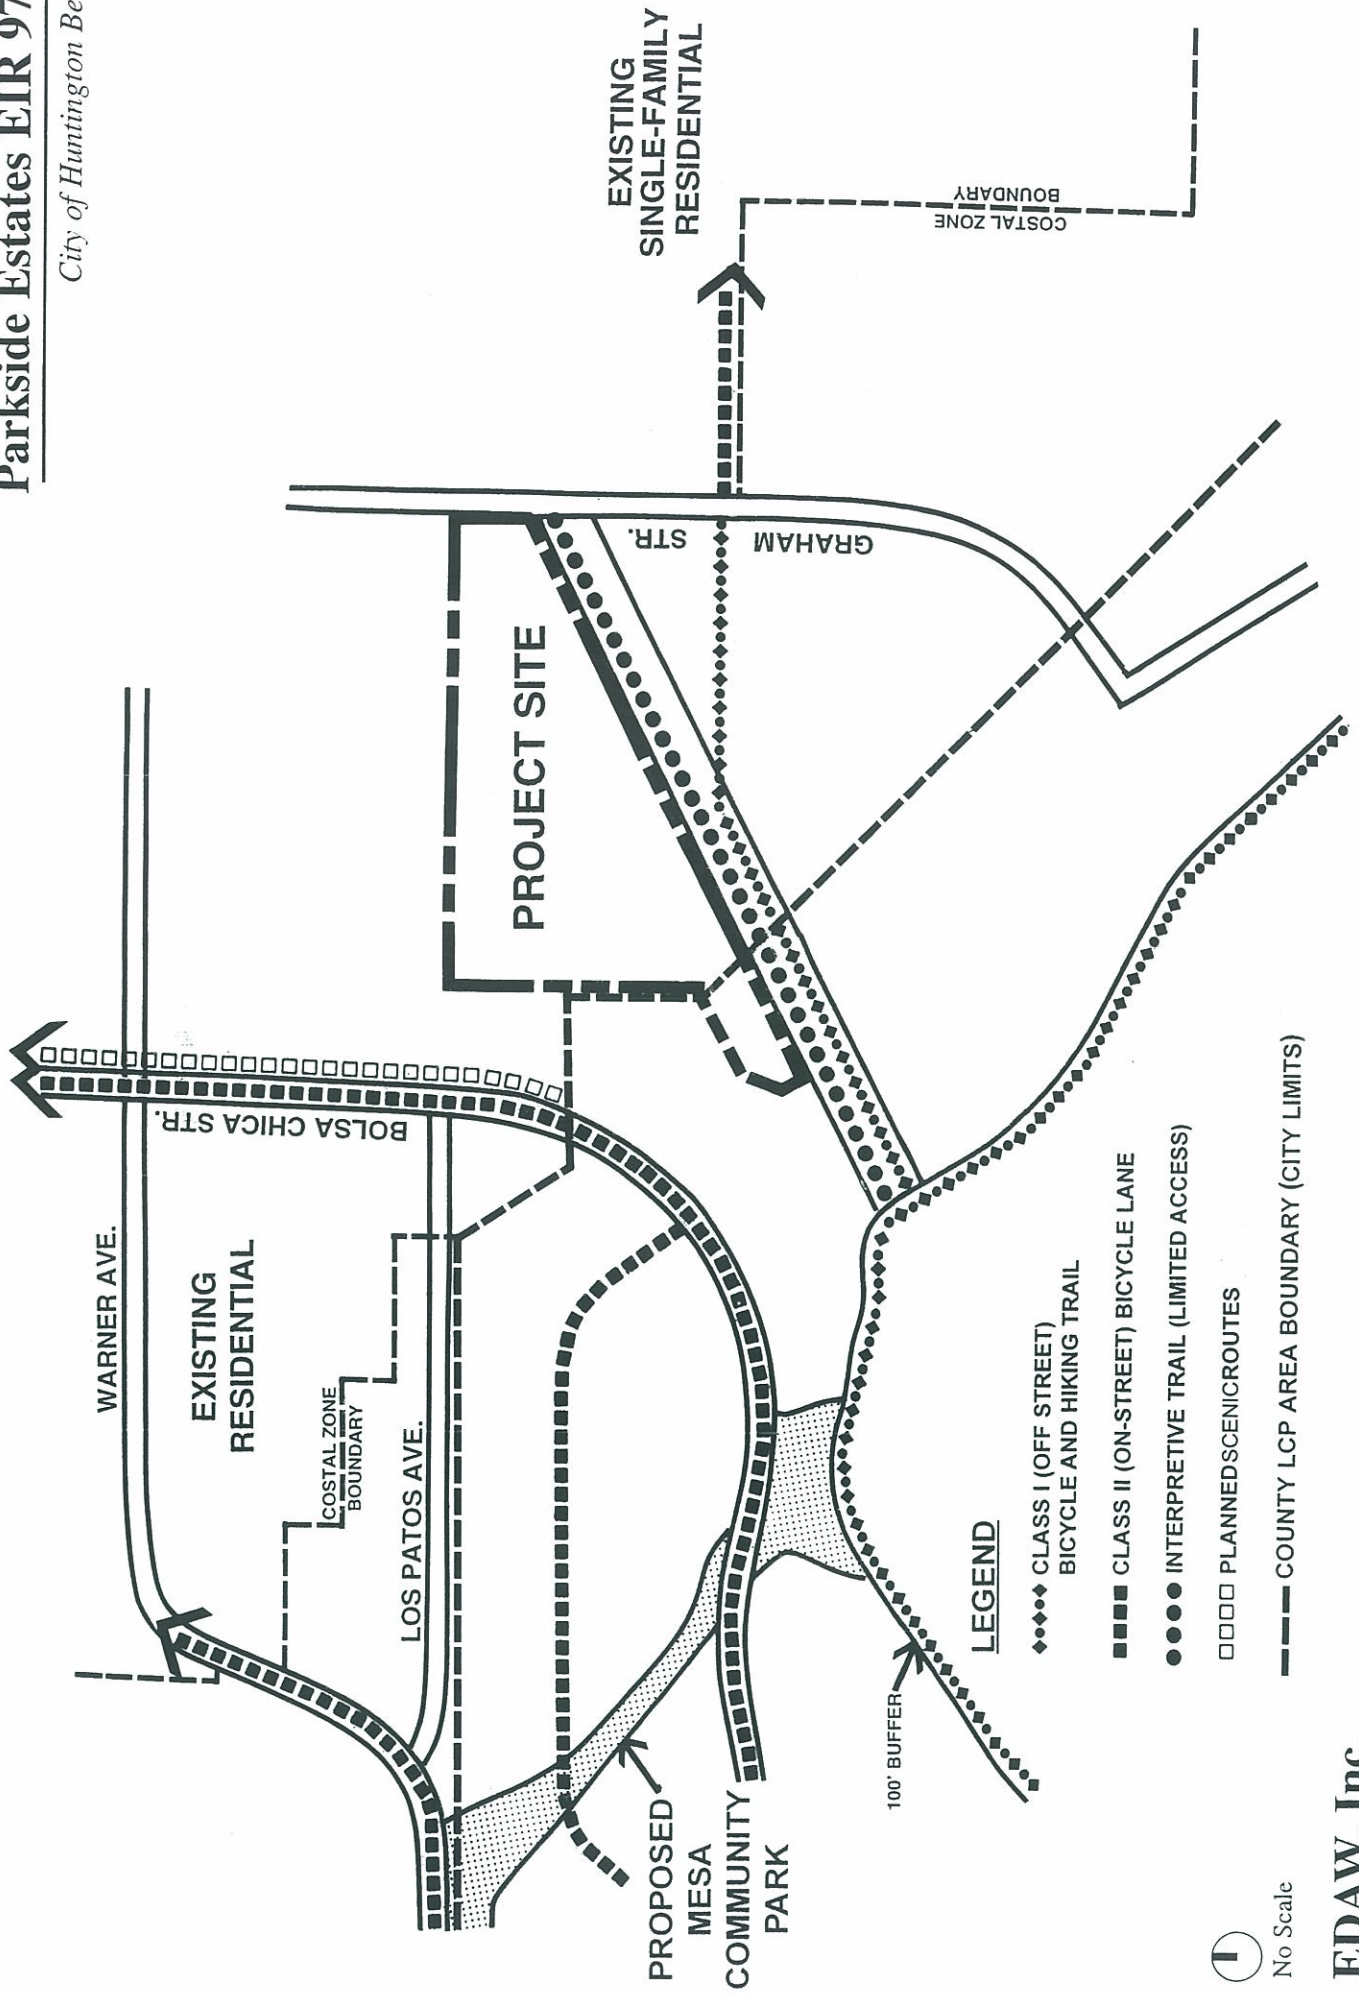 Parkside Estates EIR 97
City of Huntington Be
WARNER AVE.
BOLSA CHICA STR.
EXISTING
RESIDENTIAL
COSTAL ZONE
BOUNDARY
LOS PATOS AVE.
PROJECT SITE
GRAHAM
STR.
EXISTING
SINGLE-FAMILY
RESIDENTIAL
COSTAL ZONE
BOUNDARY
PROPOSED
MESA
COMMUNITY
PARK
100' BUFFER
LEGEND
CLASS I (OFF STREET)
BICYCLE AND HIKING TRAIL
CLASS II (ON-STREET) BICYCLE LANE
INTERPRETIVE TRAIL (LIMITED ACCESS)
PLANNEDSCENICROUTES
COUNTY LCP AREA BOUNDARY (CITY LIMITS)
No Scale
EDAW, Inc